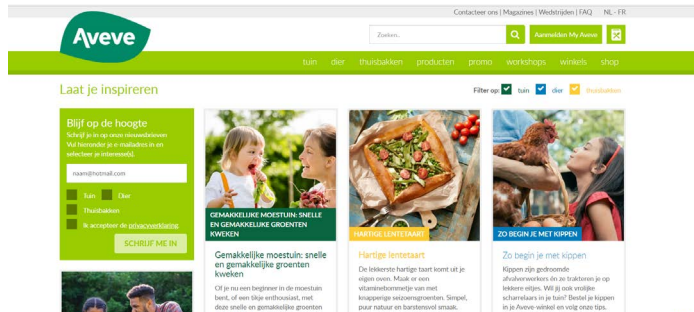 Contacteer ons | Magazines | Wedstrijden | FAQ NL - FR
Aveve
Zoeken..
Aanmelden My Aveve
tuin dier thuisbakken producten promo workshops winkels shop
Laat je inspireren
Filter op: tuin dier thuisbakken
Blijf op de hoogte
Schrijf je in op onze nieuwsbrieven
Vul hieronder je e-mailadres in en
selecteer je interesse(s).
naam@hotmail.com
Tuin Dier
Thuisbakken
Ik accepteer de privacyverklaring
SCHRIJF ME IN
GEMAKKELIJKE MOESTUIN: SNELLE
EN GEMAKKELIJKE GROENTEN
KWEKEN
Gemakkelijke moestuin: snelle
en gemakkelijke groenten
kweken
Of je nu een beginner in de moestuin
bent, of een tikje enthousiast, met
deze snelle en gemakkelijke groenten
HARTIGE LENTETAART
Hartige lentetaart
De lekkerste hartige taart komt uit je
eigen oven. Maak er een
vitaminebommetje van met
knapperige seizoensgroenten. Simpel,
puur natuur en barstensvol smaak.
ZO BEGIN JE MET KIPPEN
Zo begin je met kippen
Kippen zijn gedroomde
afvalverwerkers én ze trakteren je op
lekkere eitjes. Wil jij ook vrolijke
scharrelaars in je tuin? Bestel je kippen
in je Aveve-winkel en volg onze tips.